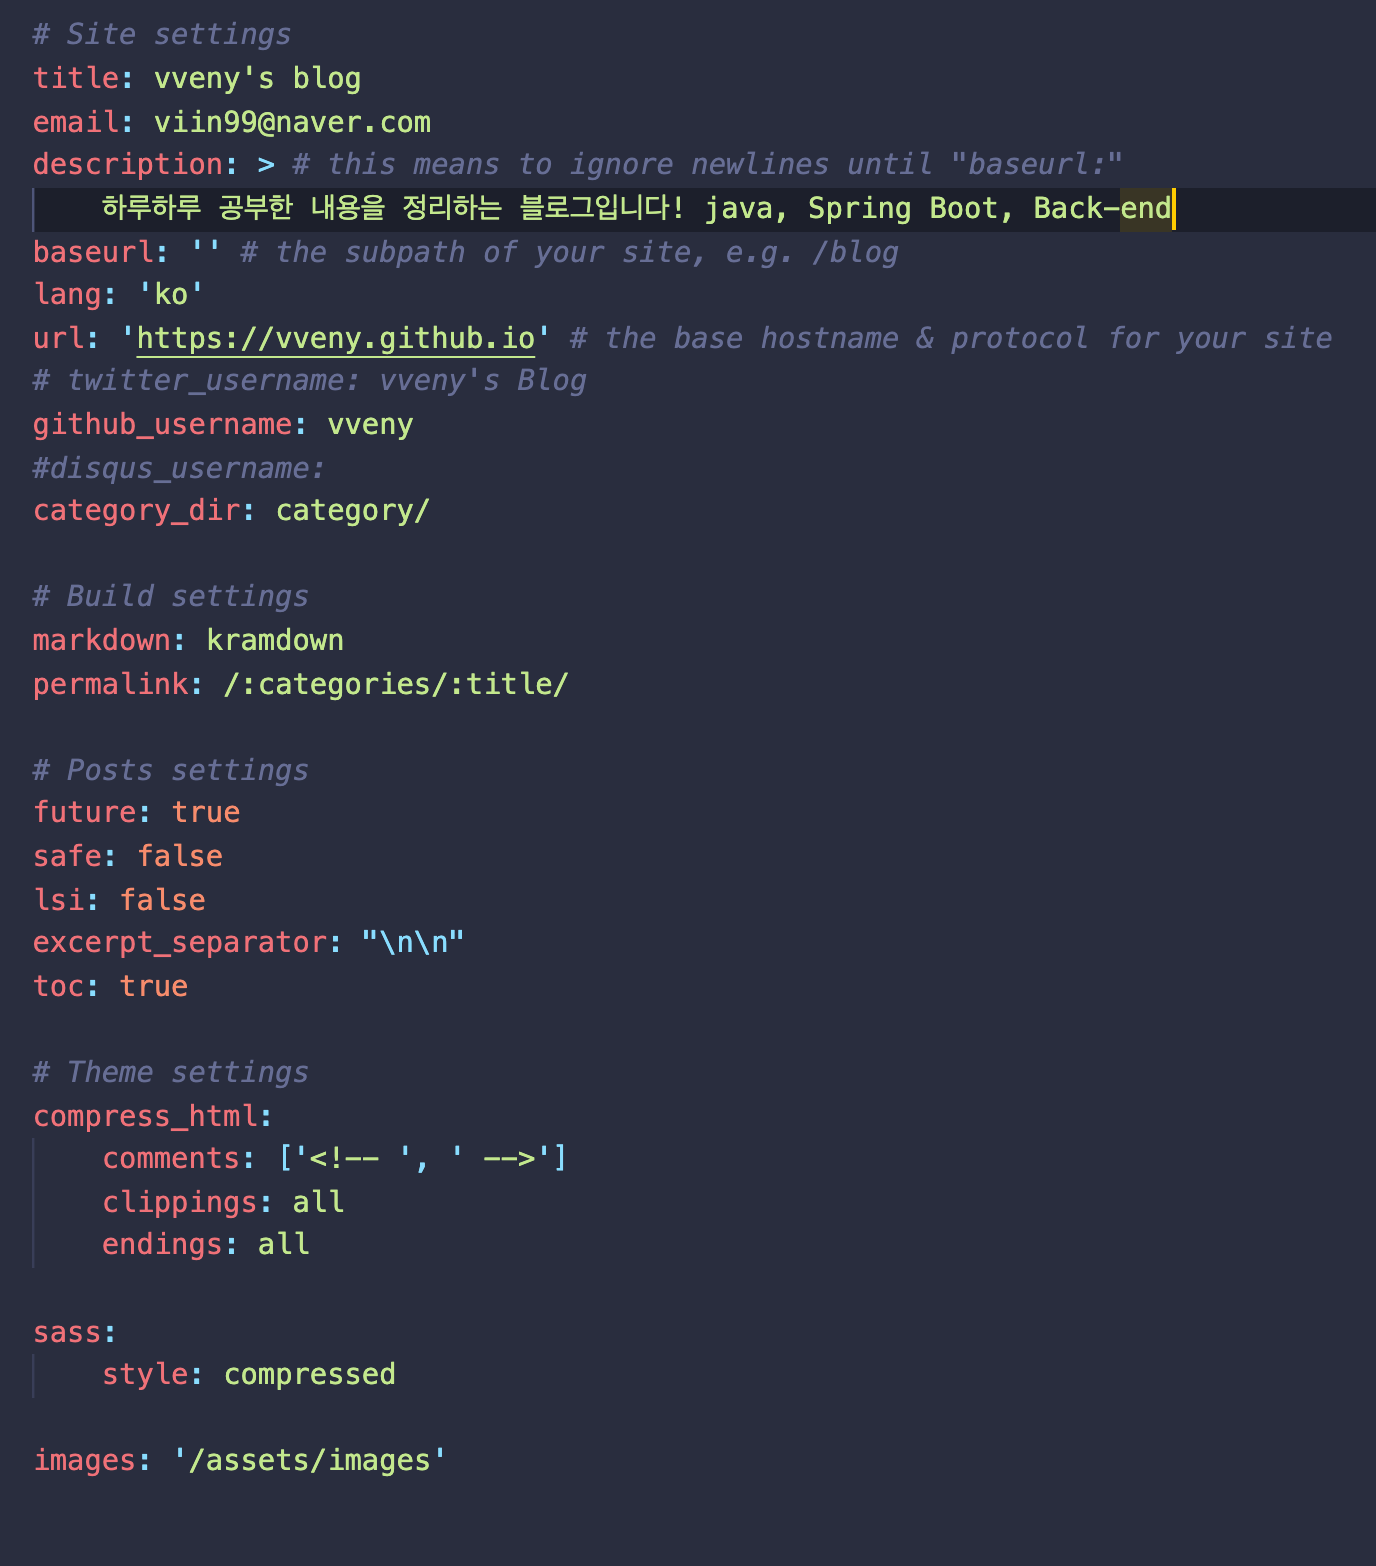 # Site settings
title: vveny's blog
email: viin99@naver.com
description: > # this means to ignore newlines until "baseurl:"
하루하루 공부한 내용을 정리하는 블로그입니다! java, Spring Boot, Back-end
baseurl: '' # the subpath of your site, e.g. /blog
lang: 'ko'
url: 'https://vveny.github.io' # the base hostname & protocol for your site
# twitter_username: vveny's Blog
github_username: vveny
#disqus_username:
category_dir: category/
# Build settings
markdown: kramdown
permalink: /:categories/:title/
# Posts settings
future: true
safe: false
lsi: false
excerpt_separator: "\n\n"
toc: true
# Theme settings
compress_html:
comments: ['<!-- ', ' -->']
clippings: all
endings: all
sass:
style: compressed
images: '/assets/images'